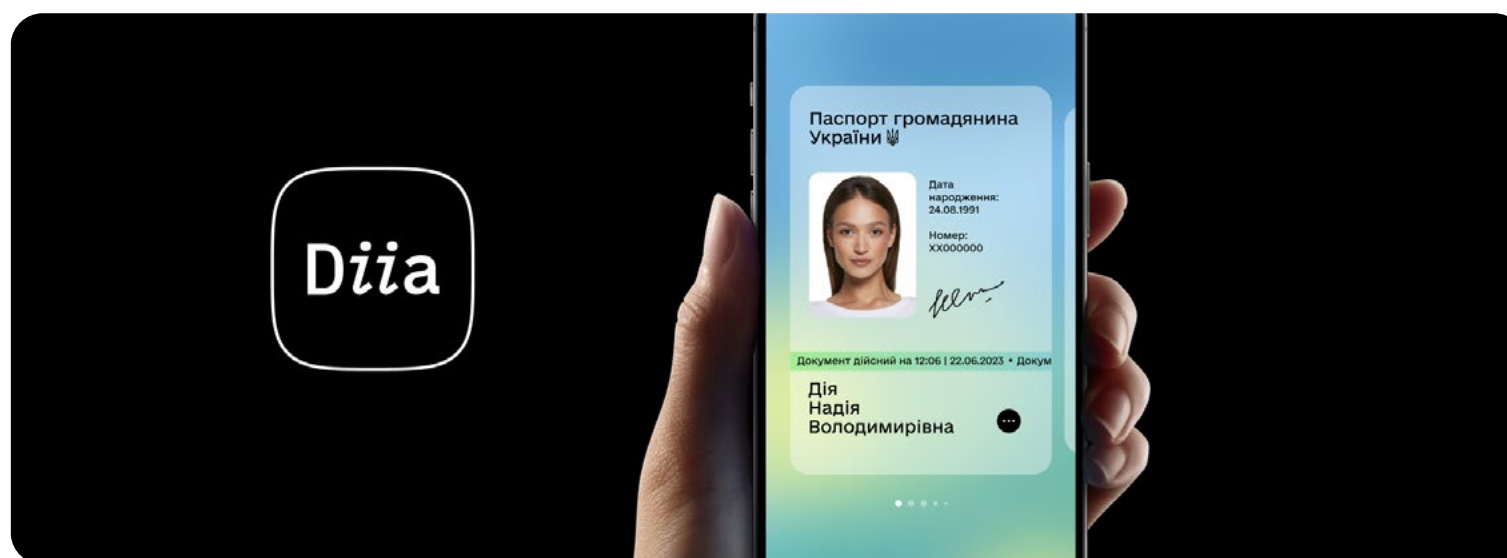 Diia
Паспорт громадянина
України
Дата
народження:
24.08.1991
Номер:
XX000000
Документ дійсний на 12:06 | 22.06.2023 • Докум
Дія
Надія
Володимирівна